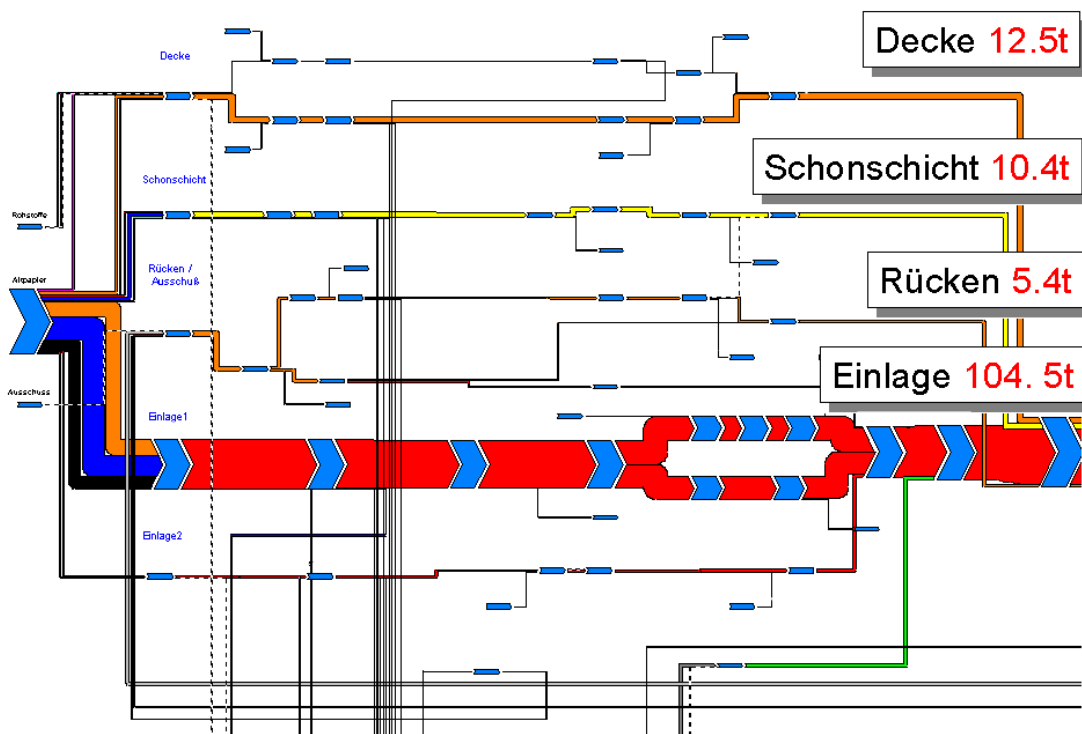 Decke 12.5t
Decke
Schonschicht 10.4t
Schonschicht
Rohstoffe
Rücken /
Ausschuß
Altpapier
Rücken 5.4t
Einlage 104. 5t
Ausschuss
Einlage1
Einlage2